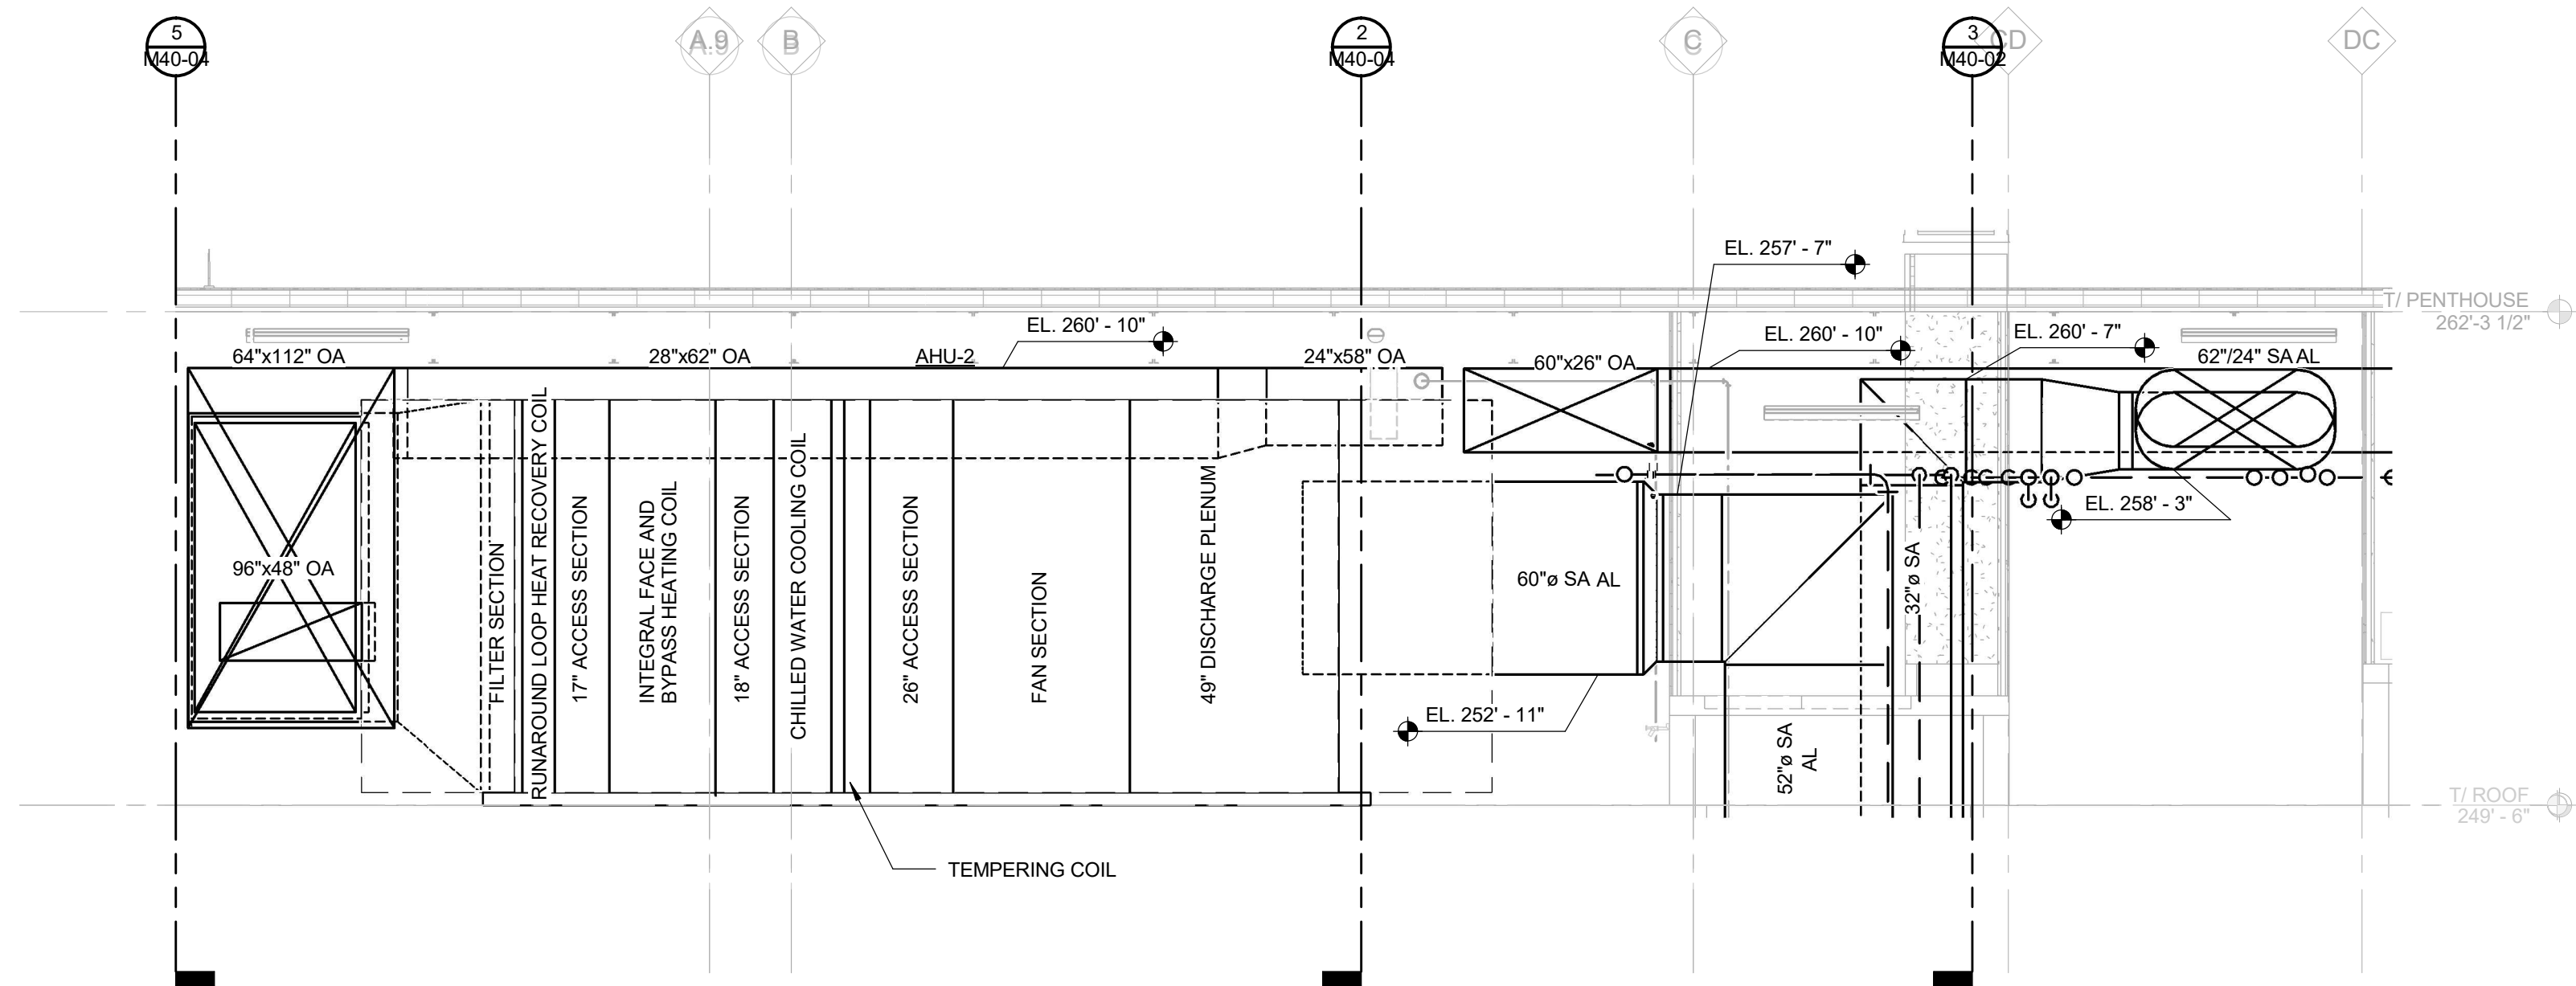 5
M40-04
A.9
B
2
M40-04
C
3
M40-02
CD
DC
EL. 257' - 7"
T/ PENTHOUSE
262'-3 1/2"
EL. 260' - 10"
EL. 260' - 10"
EL. 260' - 7"
64"x112" OA
28"x62" OA
AHU-2
24"x58" OA
60"x26" OA
62"/24" SA AL
EL. 258' - 3"
96"x48" OA
FILTER SECTION
RUNAROUND LOOP HEAT RECOVERY COIL
17" ACCESS SECTION
INTEGRAL FACE AND
BYPASS HEATING COIL
18" ACCESS SECTION
CHILLED WATER COOLING COIL
26" ACCESS SECTION
FAN SECTION
49" DISCHARGE PLENUM
60"ø SA AL
32"ø SA
EL. 252' - 11"
52"ø SA
AL
T/ ROOF
249' - 6"
TEMPERING COIL